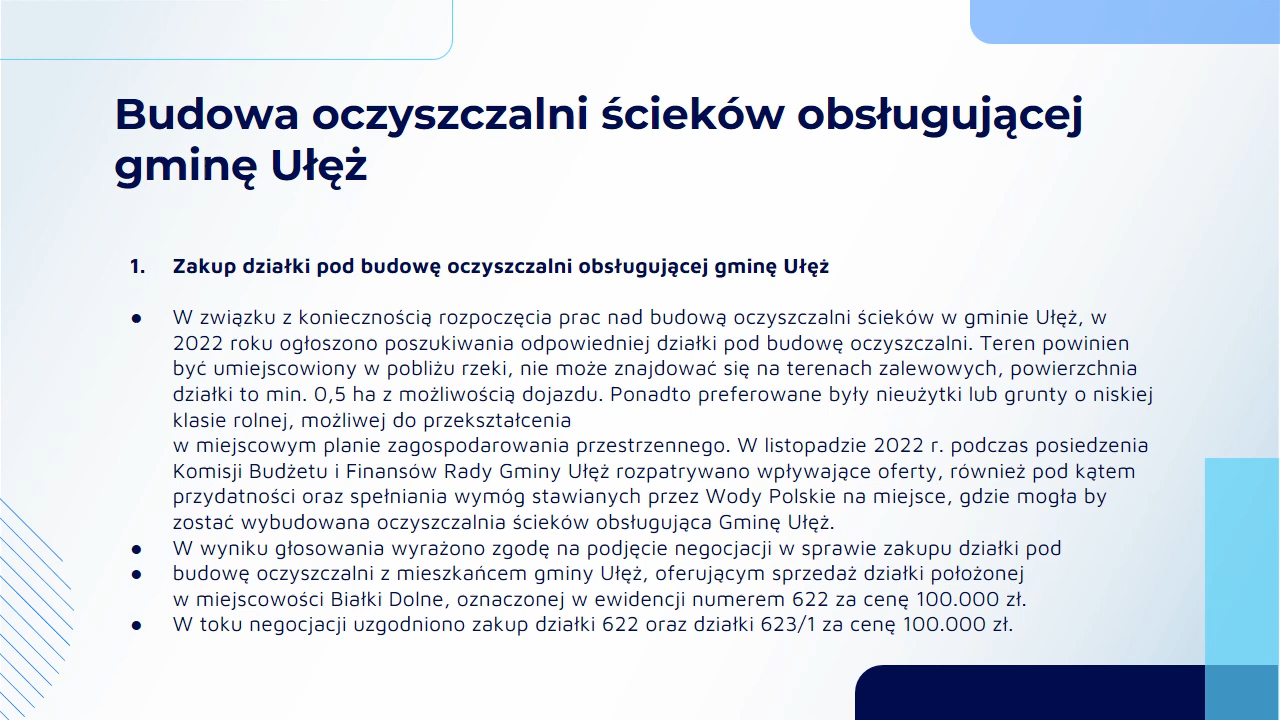 Budowa oczyszczalni ścieków obsługującej
gminę Ułęż
1. Zakup działki pod budowę oczyszczalni obsługującej gminę Ułęż
● W związku z koniecznością rozpoczęcia prac nad budową oczyszczalni ścieków w gminie Ułęż, w
2022 roku ogłoszono poszukiwania odpowiedniej działki pod budowę oczyszczalni. Teren powinien
być umiejscowiony w pobliżu rzeki, nie może znajdować się na terenach zalewowych, powierzchnia
działki to min. 0,5 ha z możliwością dojazdu. Ponadto preferowane były nieużytki lub grunty o niskiej
klasie rolnej, możliwej do przekształcenia
w miejscowym planie zagospodarowania przestrzennego. W listopadzie 2022 r. podczas posiedzenia
Komisji Budżetu i Finansów Rady Gminy Ułęż rozpatrywano wpływające oferty, również pod kątem
przydatności oraz spełniania wymóg stawianych przez Wody Polskie na miejsce, gdzie mogła by
zostać wybudowana oczyszczalnia ścieków obsługująca Gminę Ułęż.
● W wyniku głosowania wyrażono zgodę na podjęcie negocjacji w sprawie zakupu działki pod
● budowę oczyszczalni z mieszkańcem gminy Ułęż, oferującym sprzedaż działki położonej
w miejscowości Białki Dolne, oznaczonej w ewidencji numerem 622 za cenę 100.000 zł.
● W toku negocjacji uzgodniono zakup działki 622 oraz działki 623/1 za cenę 100.000 zł.